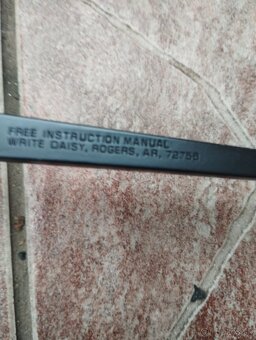 FREE INSTRUCTION MANUAL
WRITE DAISY, ROGERS, AR. 72756